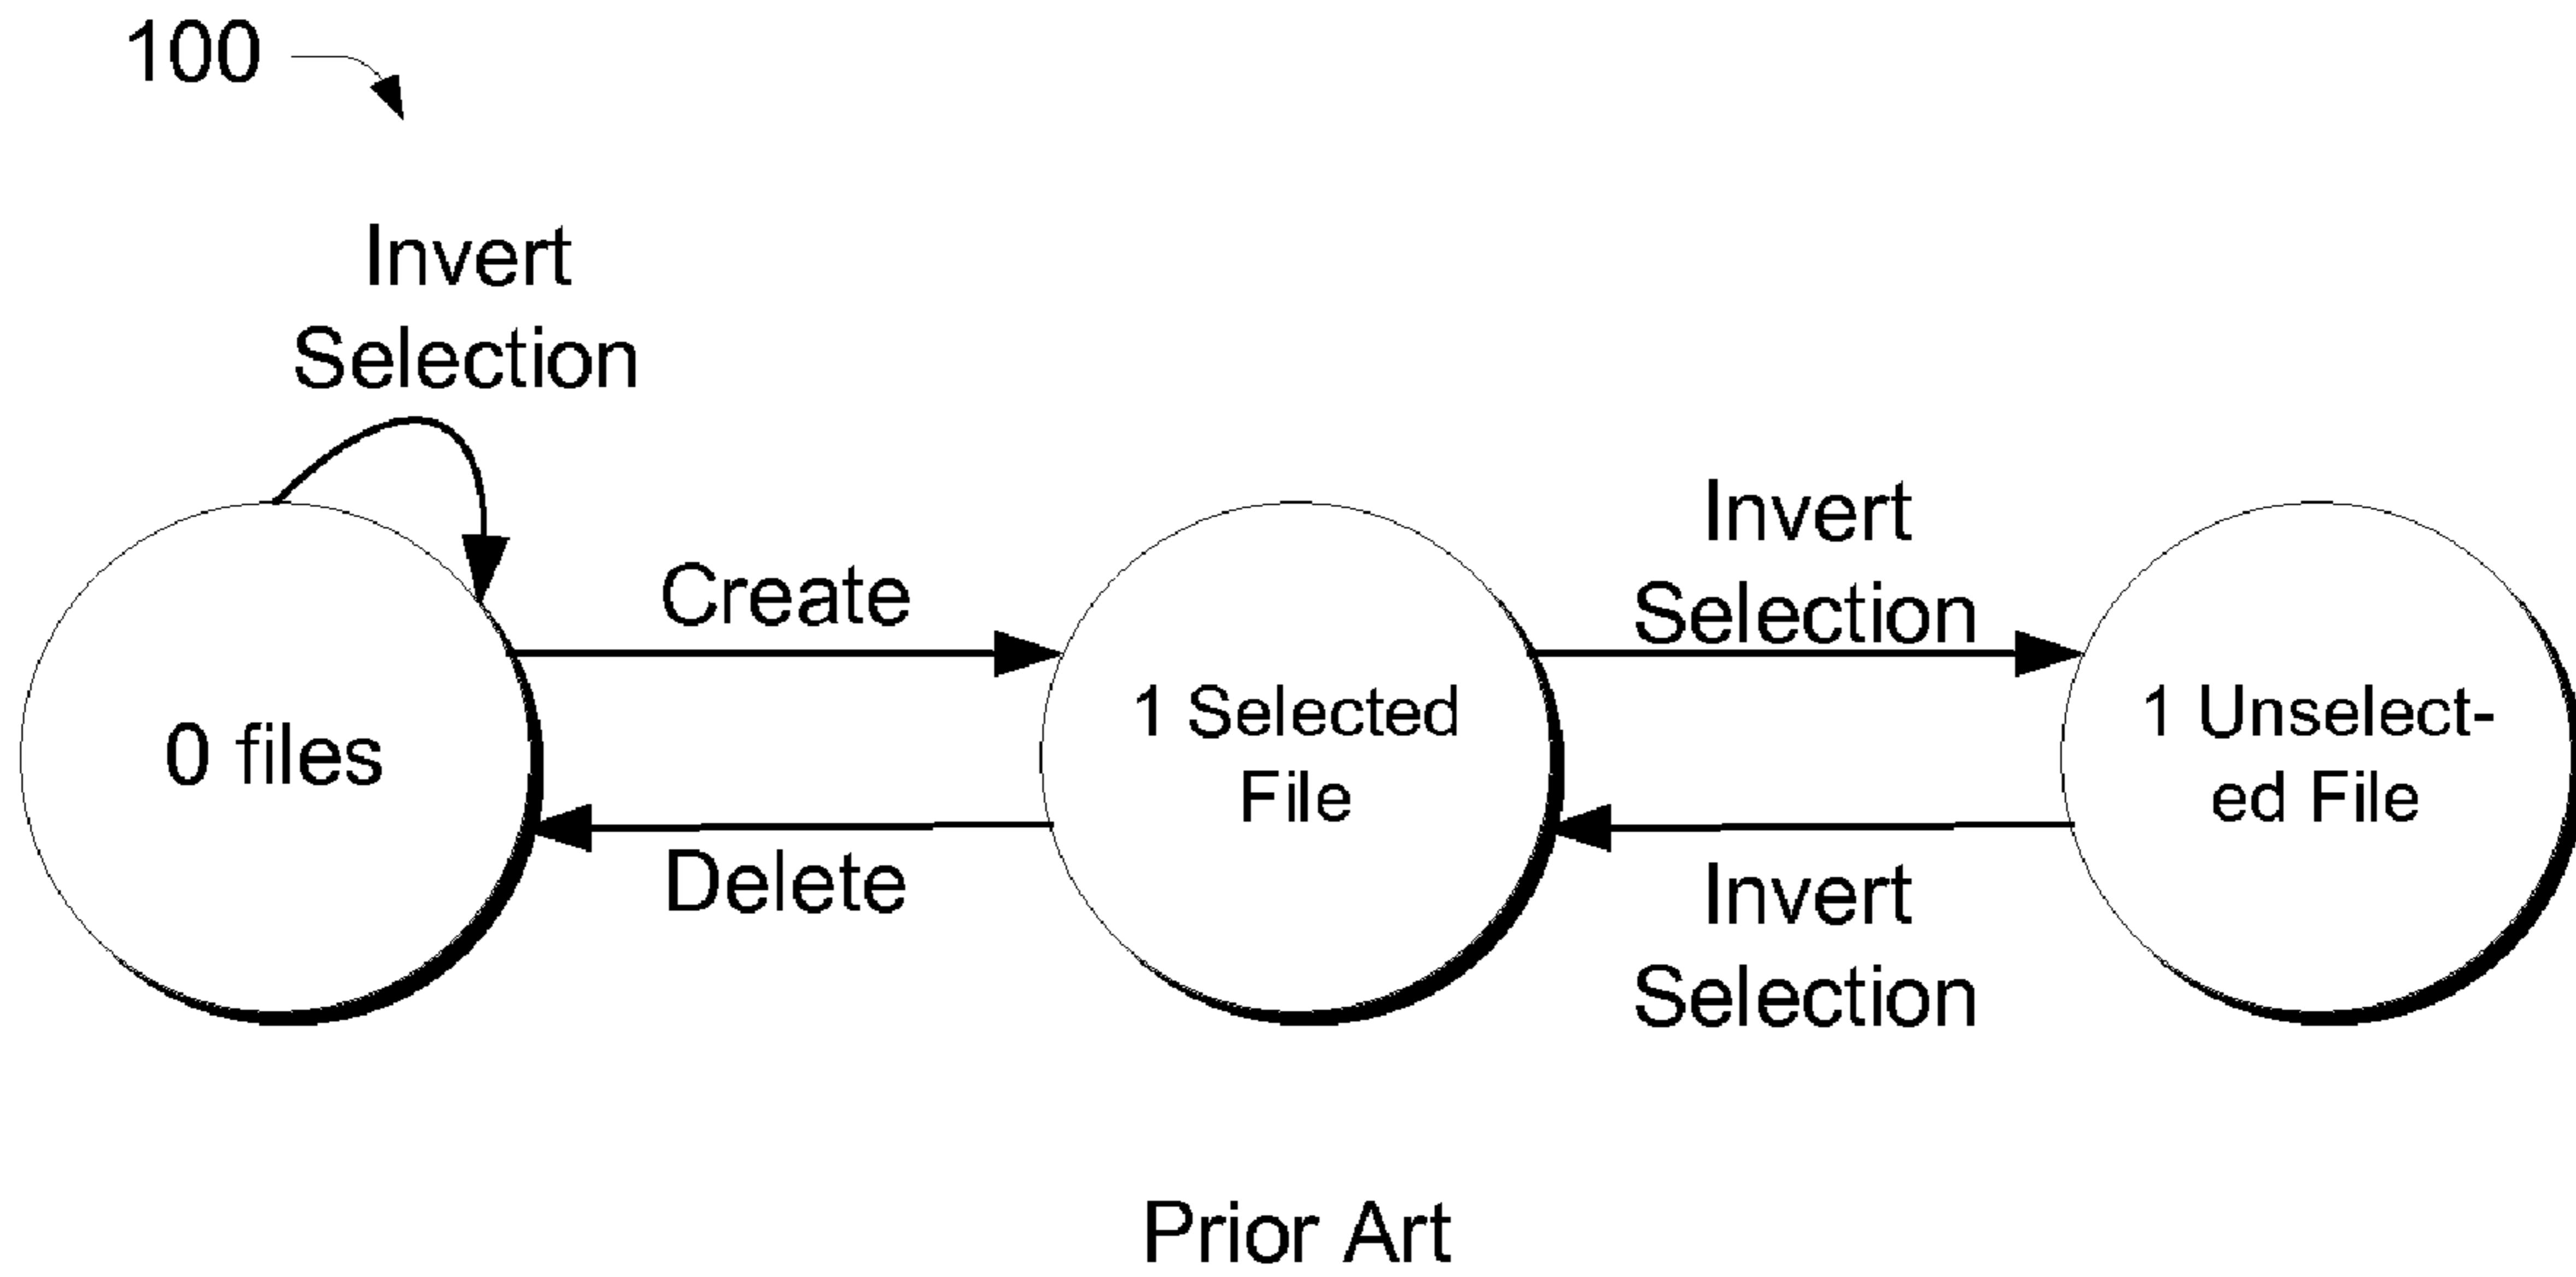 100
Invert
Selection
Create
Invert
Selection
0 files
1 Selected
File
1 Unselect-
ed File
Delete
Invert
Selection
Prior Art